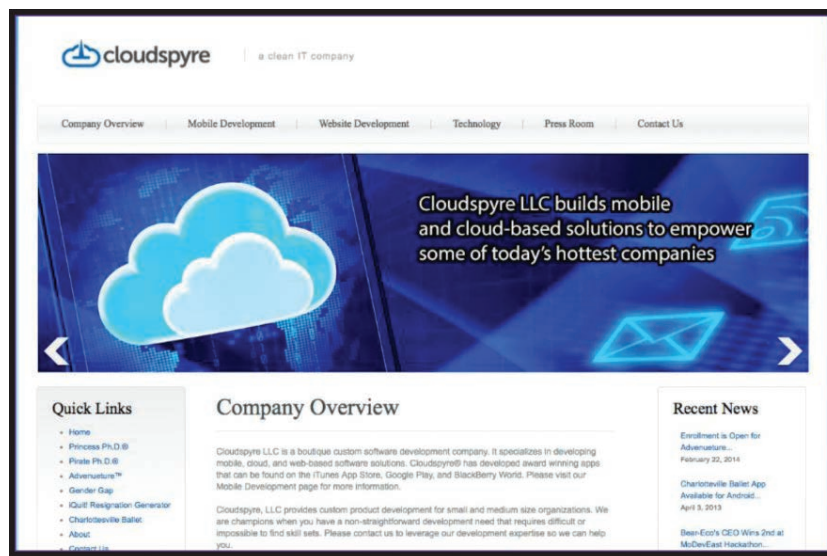 cloudspyre
a clean IT company
Company Overview
Mobile Development
Website Development
Technology
Press Room
Contact Us
Cloudspyre LLC builds mobile
and cloud-based solutions to empower
some of today's hottest companies
Quick Links
Home
Princess Ph.D.®
Pirate Ph.D.®
Advenueture™
Gender Gap
iQuit! Resignation Generator
Charlottesville Ballet
About
Contact Us
Company Overview
Cloudspyre LLC is a boutique custom software development company. It specializes in developing
mobile, cloud, and web-based software solutions. Cloudspyre® has developed award winning apps
that can be found on the iTunes App Store, Google Play, and BlackBerry World. Please visit our
Mobile Development page for more information.
Cloudspyre, LLC provides custom product development for small and medium size organizations. We
are champions when you have a non-straightforward development need that requires difficult or
impossible to find skill sets. Please contact us to leverage our development expertise so we can help
you.
Recent News
Enrollment is Open for
Advenueture...
February 22, 2014
Charlotteville Ballet App
Available for Android...
April 3, 2013
Bear-Eco's CEO Wins 2nd at
MoDevEast Hackathon...